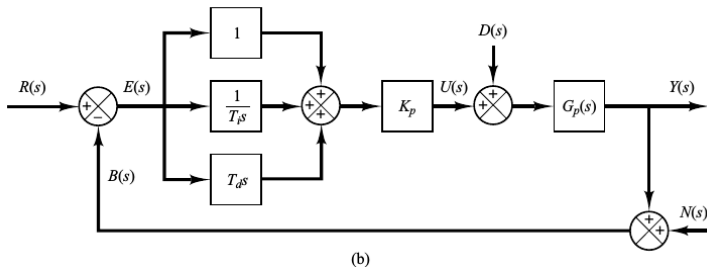 1
D(s)
R(s)
E(s)
1
T_i s
K_p
U(s)
G_p(s)
Y(s)
B(s)
T_d s
N(s)
(b)